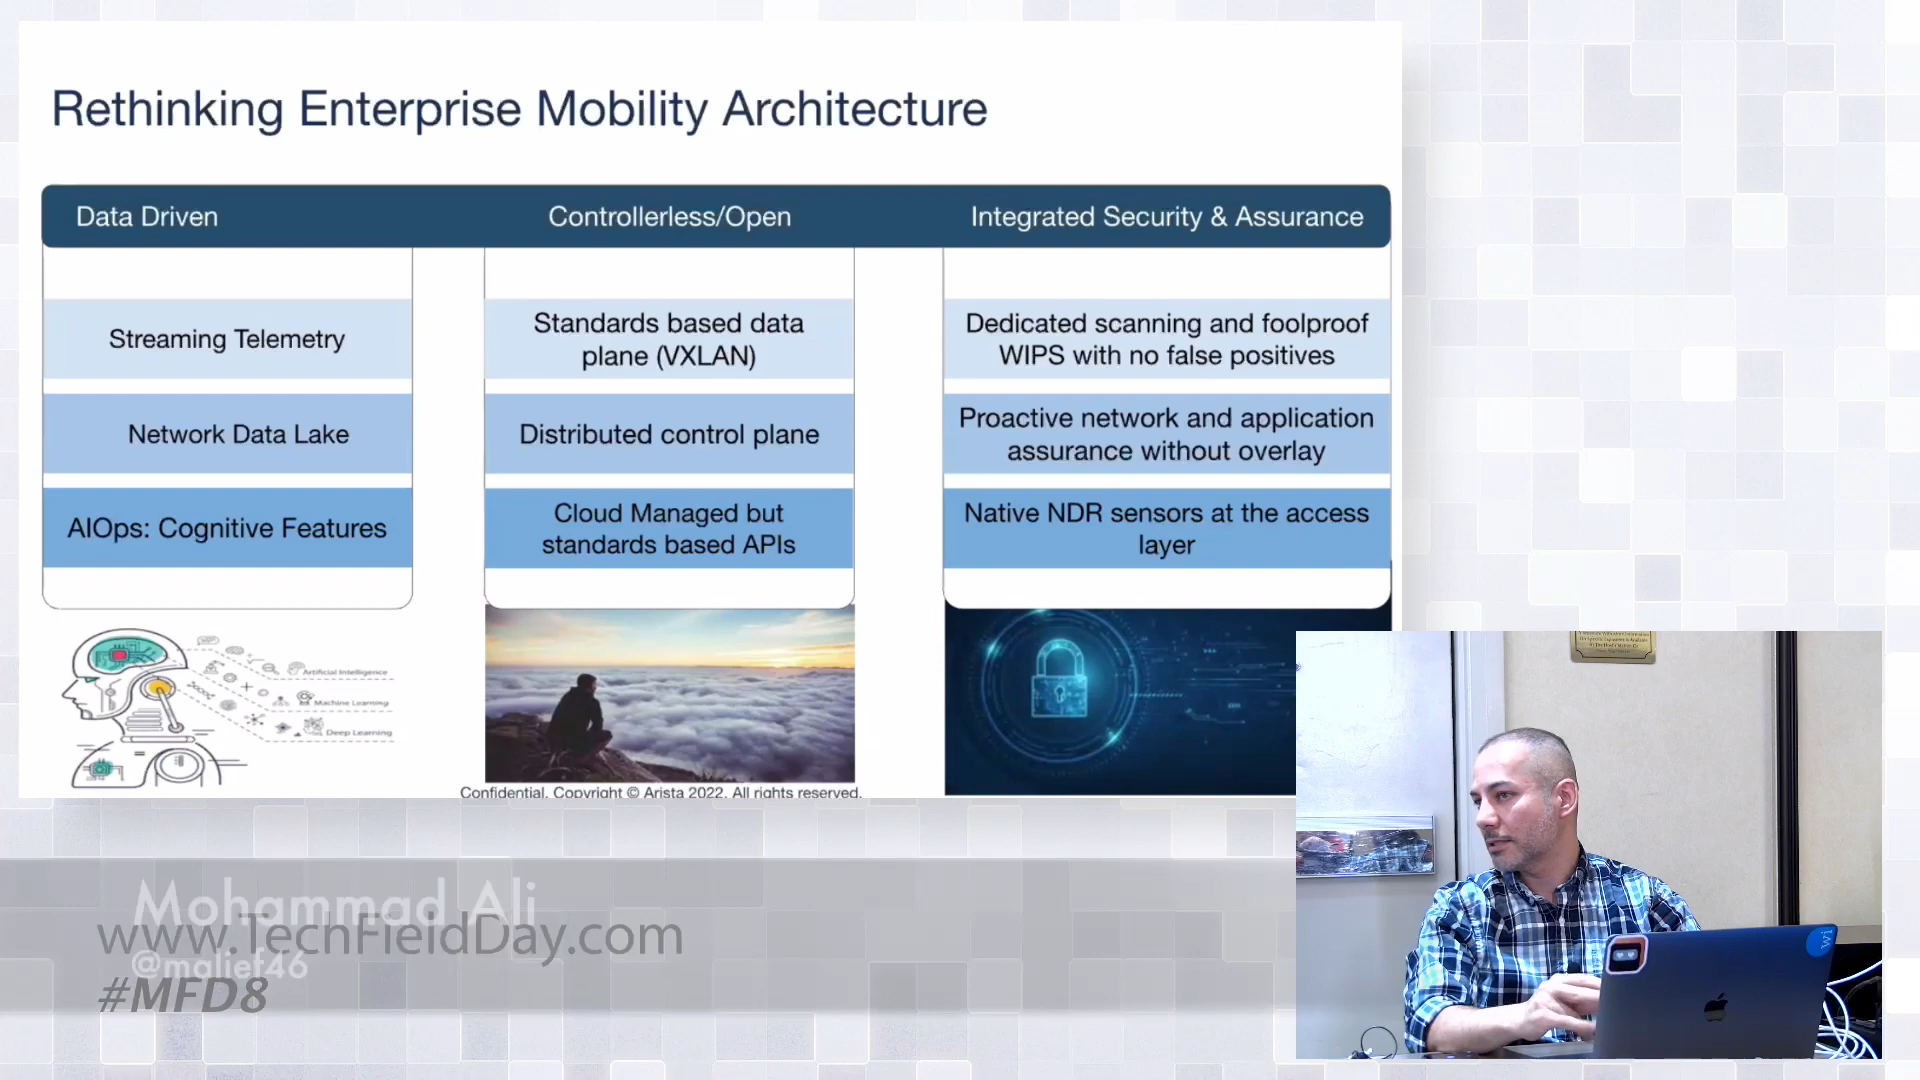 Rethinking Enterprise Mobility Architecture
Data Driven
Controllerless/Open
Integrated Security & Assurance
Streaming Telemetry
Network Data Lake
AIOps: Cognitive Features
Standards based data
plane (VXLAN)
Distributed control plane
Cloud Managed but
standards based APIs
Dedicated scanning and foolproof
WIPS with no false positives
Proactive network and application
assurance without overlay
Native NDR sensors at the access
layer
Artificial Intelligence
Machine Learning
Deep Learning
Confidential. Copyright © Arista 2022. All rights reserved.
Mohammad Ali
www.TechFieldDay.com
@malief46
#MFD8
wi